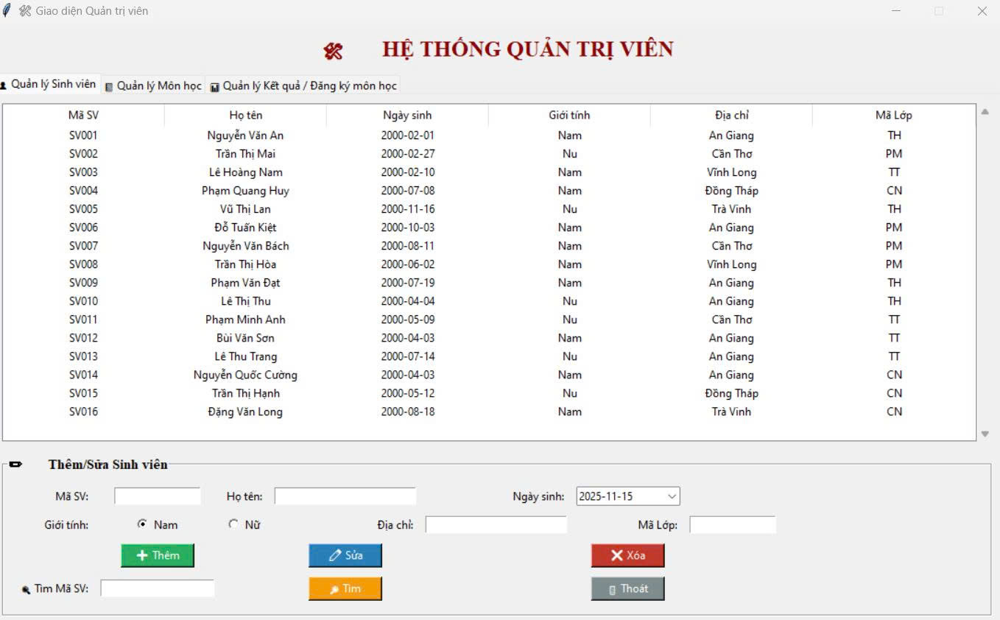 Giao diện Quản trị viên
HỆ THỐNG QUẢN TRỊ VIÊN
Quản lý Sinh viên Quản lý Môn học Quản lý Kết quả / Đăng ký môn học
Mã SV Họ tên Ngày sinh Giới tính Địa chỉ Mã Lớp
SV001 Nguyễn Văn An 2000-02-01 Nam An Giang TH
SV002 Trần Thị Mai 2000-02-27 Nu Cần Thơ PM
SV003 Lê Hoàng Nam 2000-02-10 Nam Vĩnh Long TT
SV004 Phạm Quang Huy 2000-07-08 Nam Đồng Tháp CN
SV005 Vũ Thị Lan 2000-11-16 Nu Trà Vinh TH
SV006 Đỗ Tuấn Kiệt 2000-10-03 Nam An Giang PM
SV007 Nguyễn Văn Bách 2000-08-11 Nam Cần Thơ PM
SV008 Trần Thị Hòa 2000-06-02 Nam Vĩnh Long PM
SV009 Phạm Văn Đạt 2000-07-19 Nam An Giang TH
SV010 Lê Thị Thu 2000-04-04 Nu An Giang TH
SV011 Phạm Minh Anh 2000-05-09 Nu Cần Thơ TT
SV012 Bùi Văn Sơn 2000-04-03 Nam An Giang TT
SV013 Lê Thu Trang 2000-07-14 Nu An Giang TT
SV014 Nguyễn Quốc Cường 2000-04-03 Nam An Giang CN
SV015 Trần Thị Hạnh 2000-05-12 Nu Đồng Tháp CN
SV016 Đặng Văn Long 2000-08-18 Nam Trà Vinh CN
Thêm/Sửa Sinh viên
Mã SV: Họ tên: Ngày sinh: 2025-11-15
Giới tính: Nam Nữ Địa chỉ: Mã Lớp:
Thêm Sửa Xóa
Tìm Mã SV: Tìm Thoát